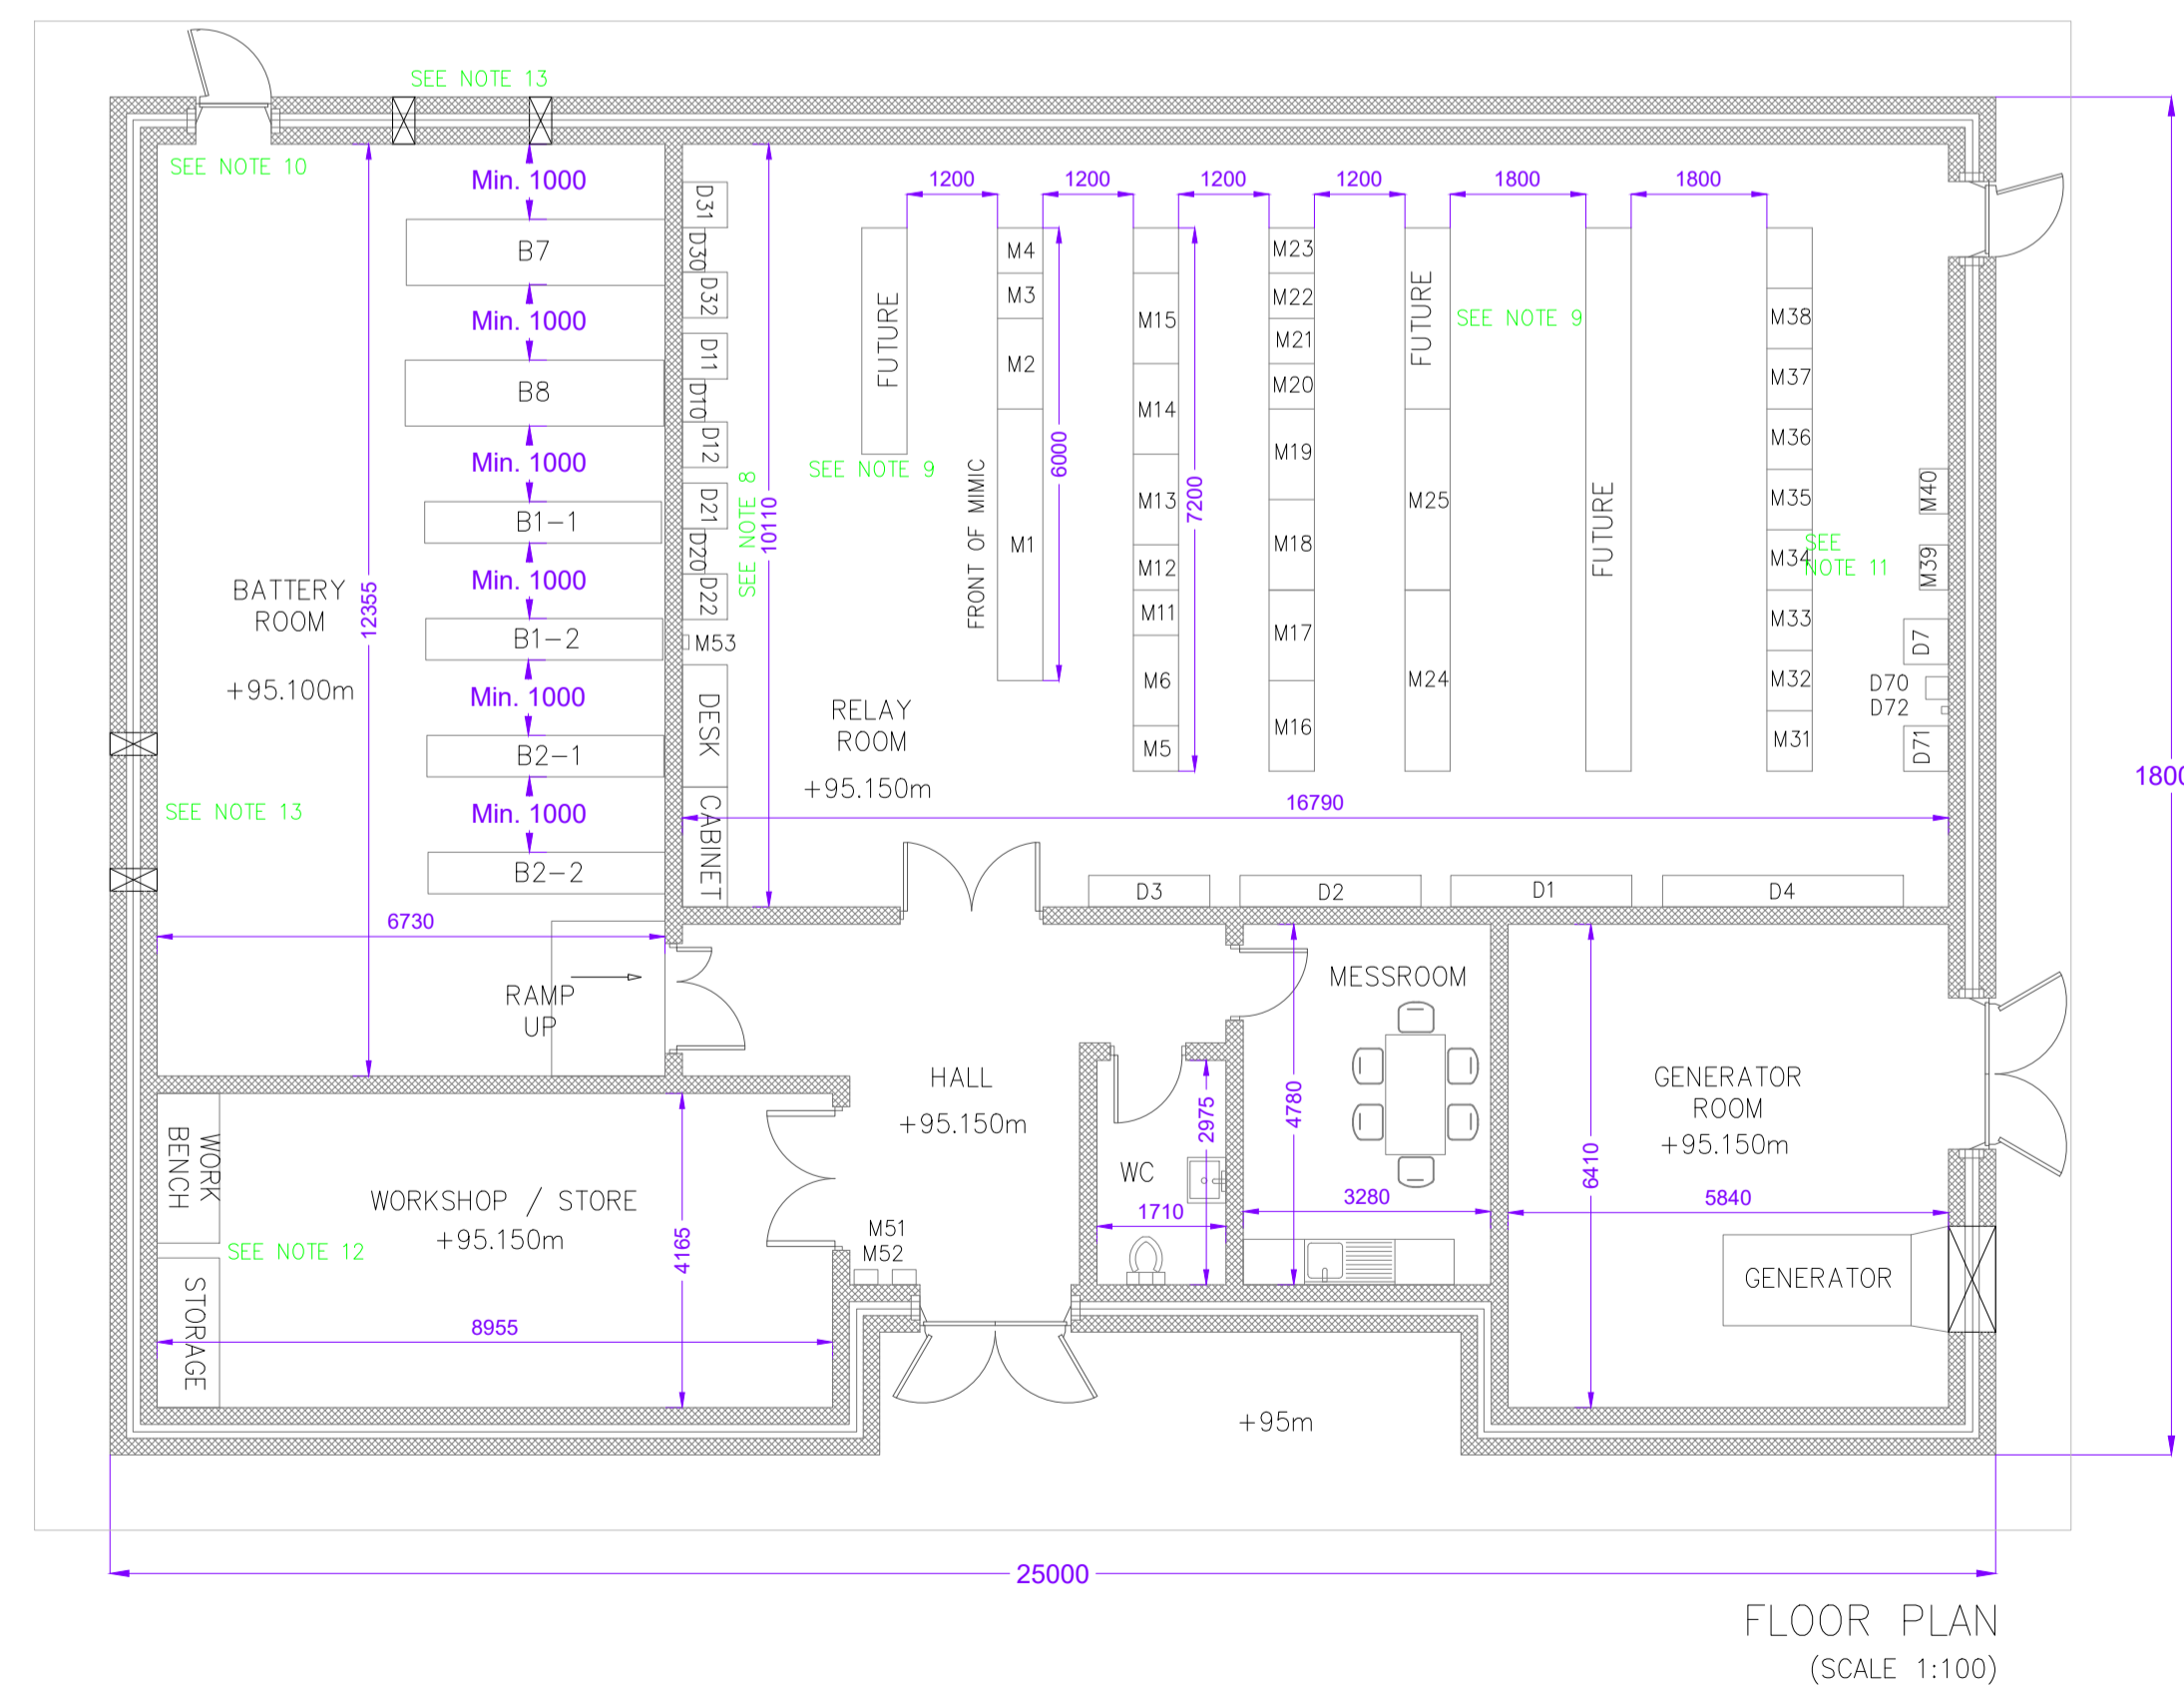 SEE NOTE 13
SEE NOTE 10
Min. 1000
B7
Min. 1000
B8
Min. 1000
B1-1
Min. 1000
B1-2
Min. 1000
B2-1
Min. 1000
B2-2
BATTERY
ROOM
+95.100m
12355
SEE NOTE 13
6730
RAMP
UP
D31
D30
D32
D11
D10
D12
D21
D20
D22
M53
DESK
CABINET
SEE NOTE 8
10110
1200
1200
1200
1200
1800
1800
FUTURE
SEE NOTE 9
FRONT OF MIMIC
M4
M3
M2
M1
6000
M15
M14
M13
M12
M11
M6
M5
7200
M23
M22
M21
M20
M19
M18
M17
M16
FUTURE
M25
M24
SEE NOTE 9
FUTURE
M38
M37
M36
M35
M34
M33
M32
M31
SEE
NOTE 11
M40
M39
D7
D70
D72
D71
RELAY
ROOM
+95.150m
16790
D3
D2
D1
D4
1800
WORK
BENCH
STORAGE
SEE NOTE 12
WORKSHOP / STORE
+95.150m
8955
4165
HALL
+95.150m
M51
M52
WC
1710
2975
MESSROOM
4780
3280
GENERATOR
ROOM
+95.150m
6410
5840
GENERATOR
+95m
25000
FLOOR PLAN
(SCALE 1:100)